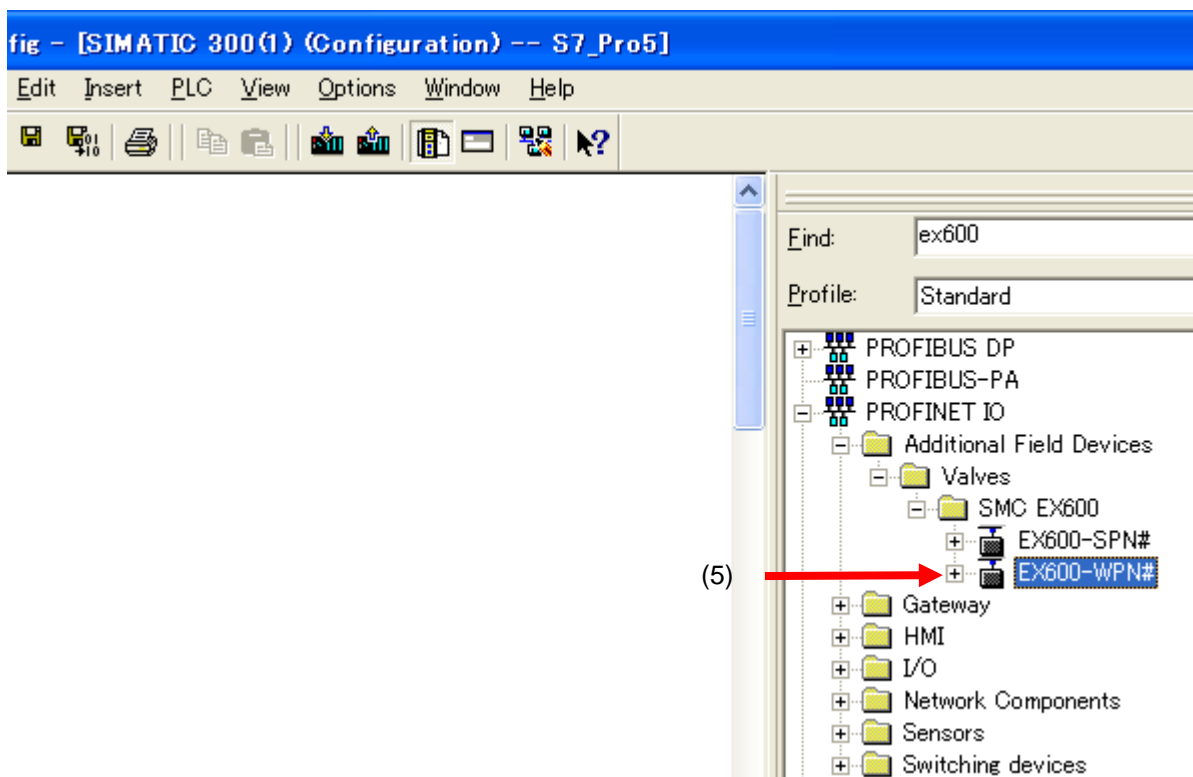 fig - [SIMATIC 300(1) (Configuration) -- S7_Pro5]
Edit Insert PLC View Options Window Help
Find: ex600
Profile: Standard
PROFIBUS DP
PROFIBUS-PA
PROFINET IO
Additional Field Devices
Valves
SMC EX600
EX600-SPN#
(5) EX600-WPN#
Gateway
HMI
I/O
Network Components
Sensors
Switching devices